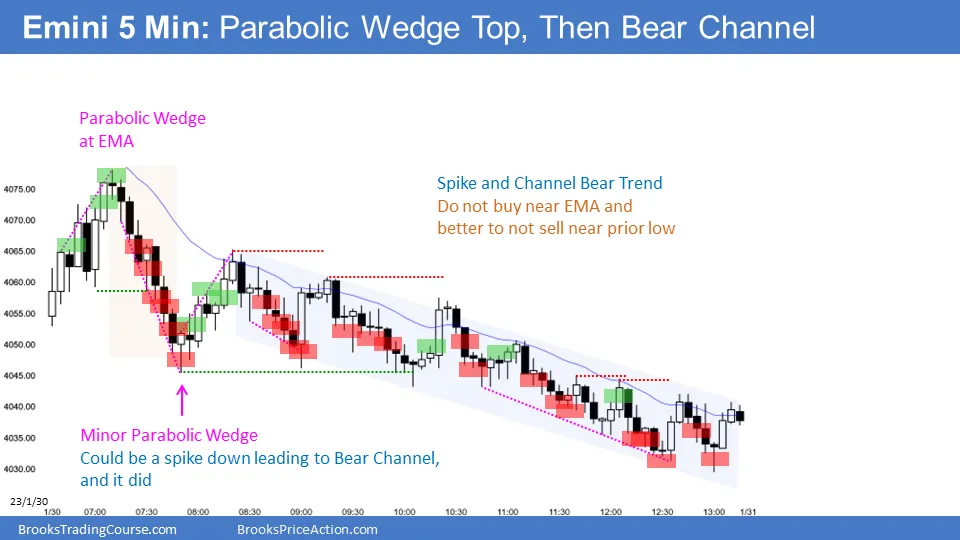 Emini 5 Min: Parabolic Wedge Top, Then Bear Channel
Parabolic Wedge
at EMA
Spike and Channel Bear Trend
Do not buy near EMA and
better to not sell near prior low
4075.00
4070.00
4065.00
4060.00
4055.00
4050.00
4045.00
4040.00
4035.00
4030.00
Minor Parabolic Wedge
Could be a spike down leading to Bear Channel,
and it did
23/1/30
1/30 07:00 07:30 08:00 08:30 09:00 09:30 10:00 10:30 11:00 11:30 12:00 12:30 13:00 1/31
BrooksTradingCourse.com BrooksPriceAction.com